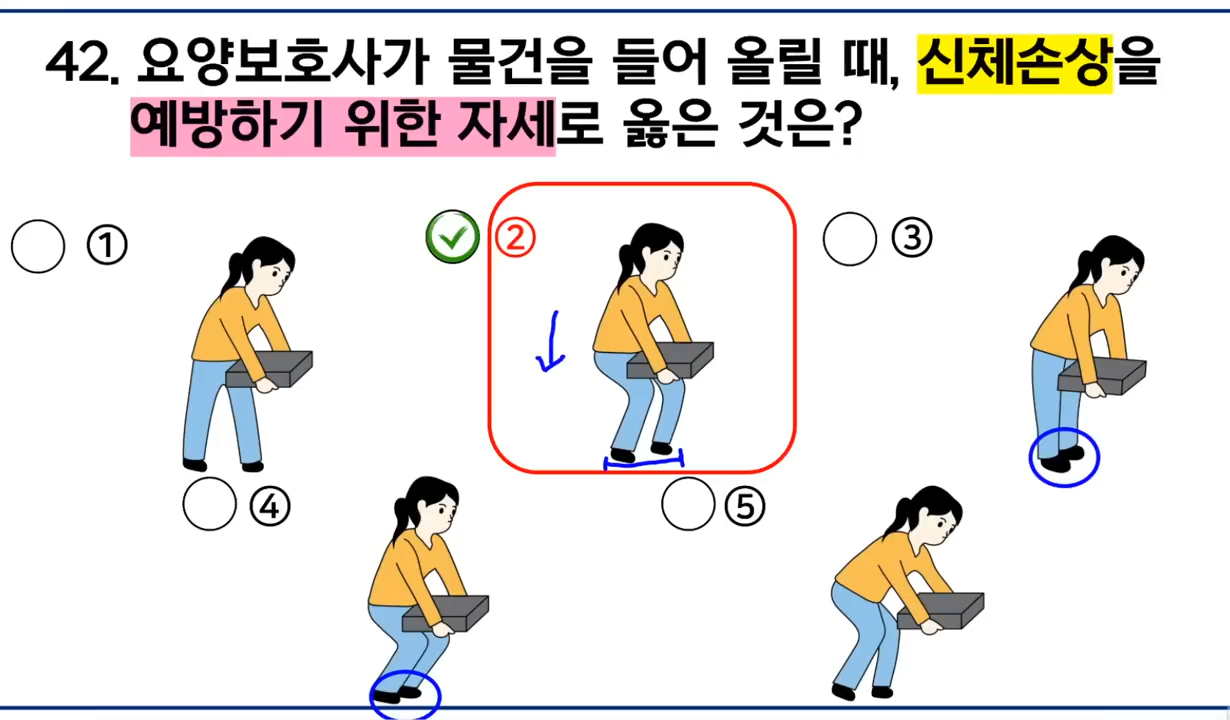 42. 요양보호사가 물건을 들어 올릴 때, 신체손상을
예방하기 위한 자세로 옳은 것은?
①
②
③
④
⑤